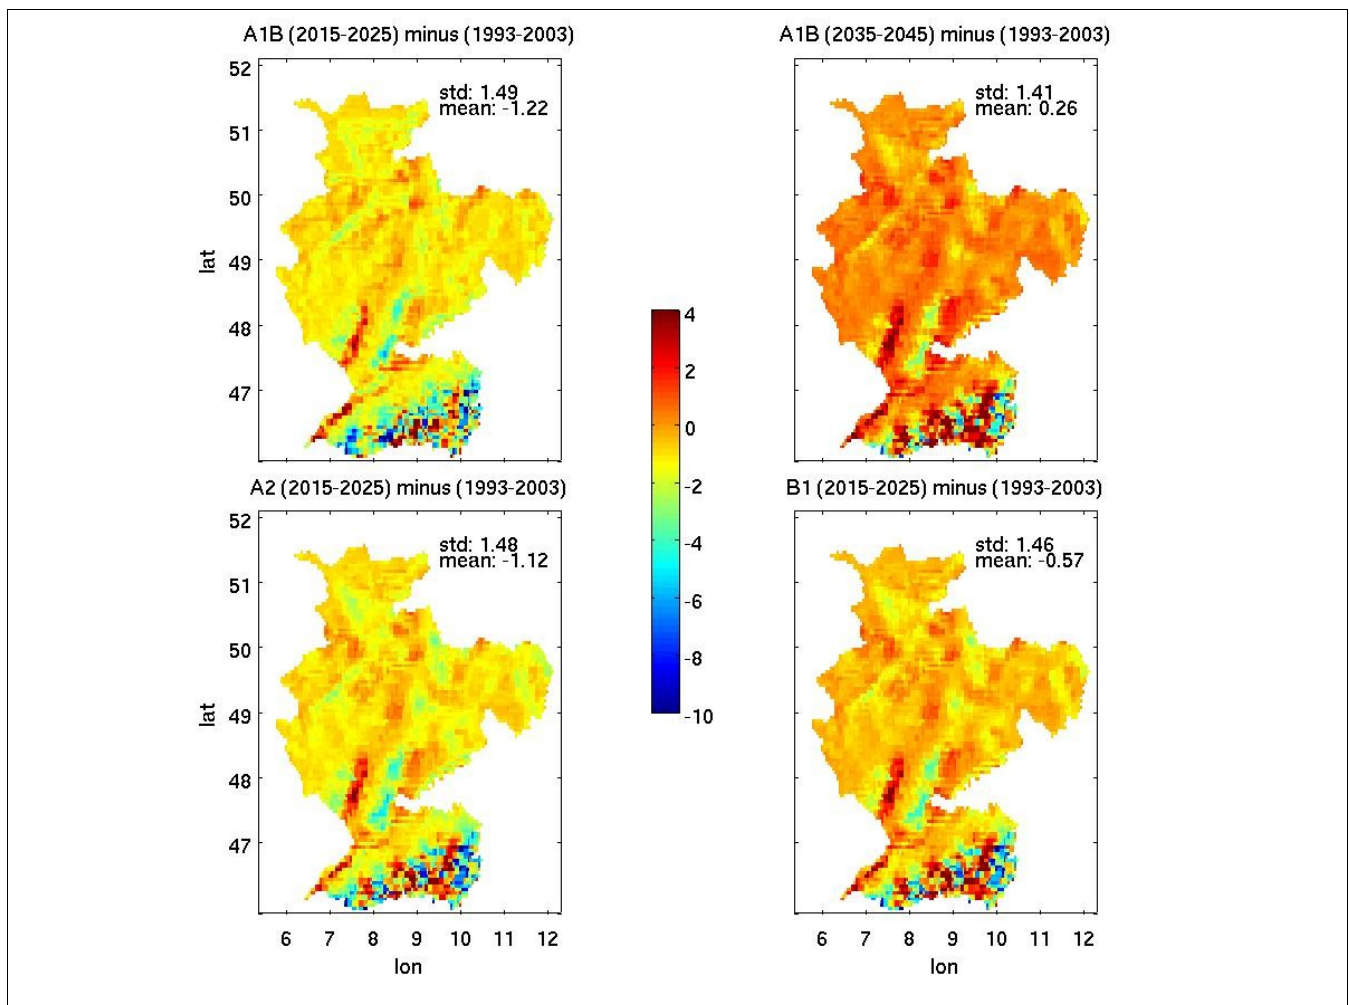 A1B (2015-2025) minus (1993-2003)
A1B (2035-2045) minus (1993-2003)
52
51
50
49
48
47
lat
std: 1.49
mean: -1.22
std: 1.41
mean: 0.26
4
2
0
-2
-4
-6
-8
-10
A2 (2015-2025) minus (1993-2003)
B1 (2015-2025) minus (1993-2003)
52
51
50
49
48
47
lat
std: 1.48
mean: -1.12
std: 1.46
mean: -0.57
6 7 8 9 10 11 12
lon
6 7 8 9 10 11 12
lon